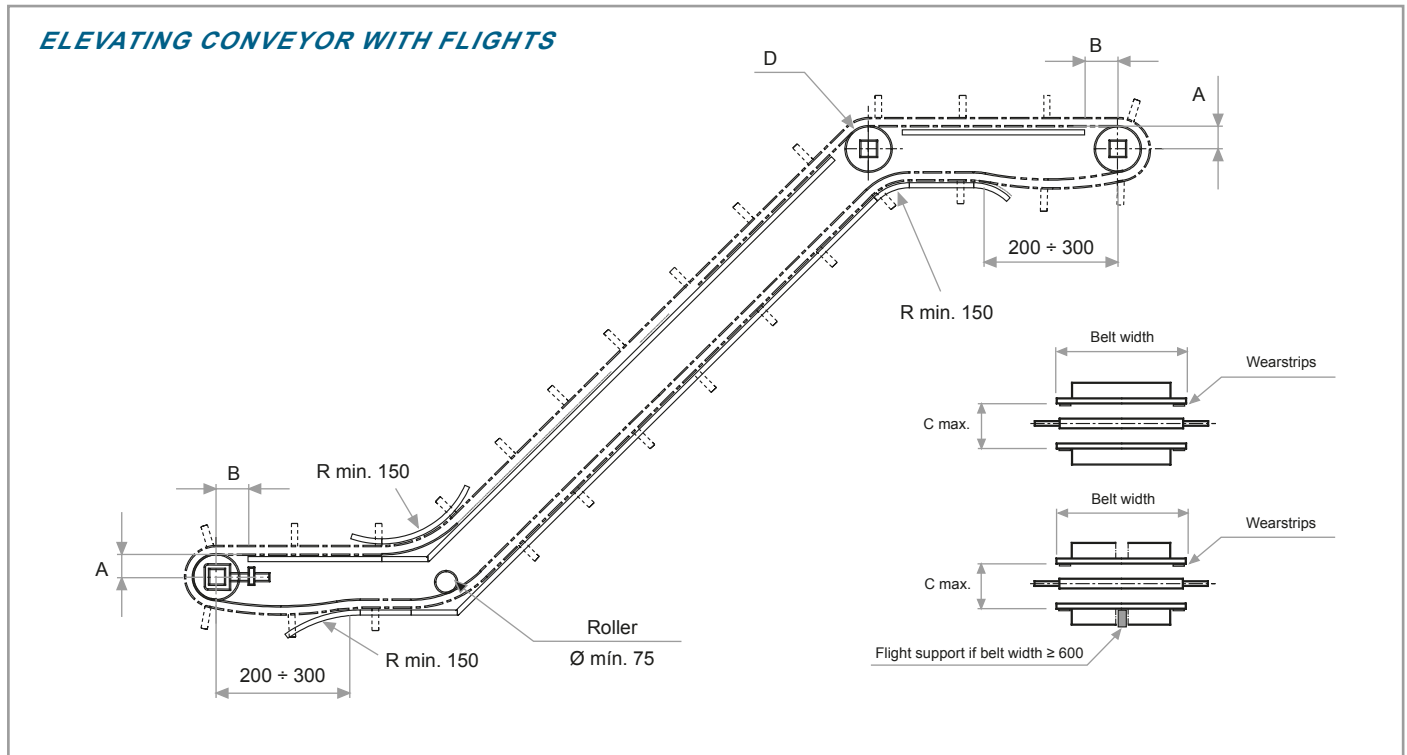 ELEVATING CONVEYOR WITH FLIGHTS
D
B
A
200 ÷ 300
R min. 150
Belt width
Wearstrips
C max.
B
R min. 150
A
Belt width
Wearstrips
C max.
Roller
Ø mín. 75
R min. 150
200 ÷ 300
Flight support if belt width ≥ 600